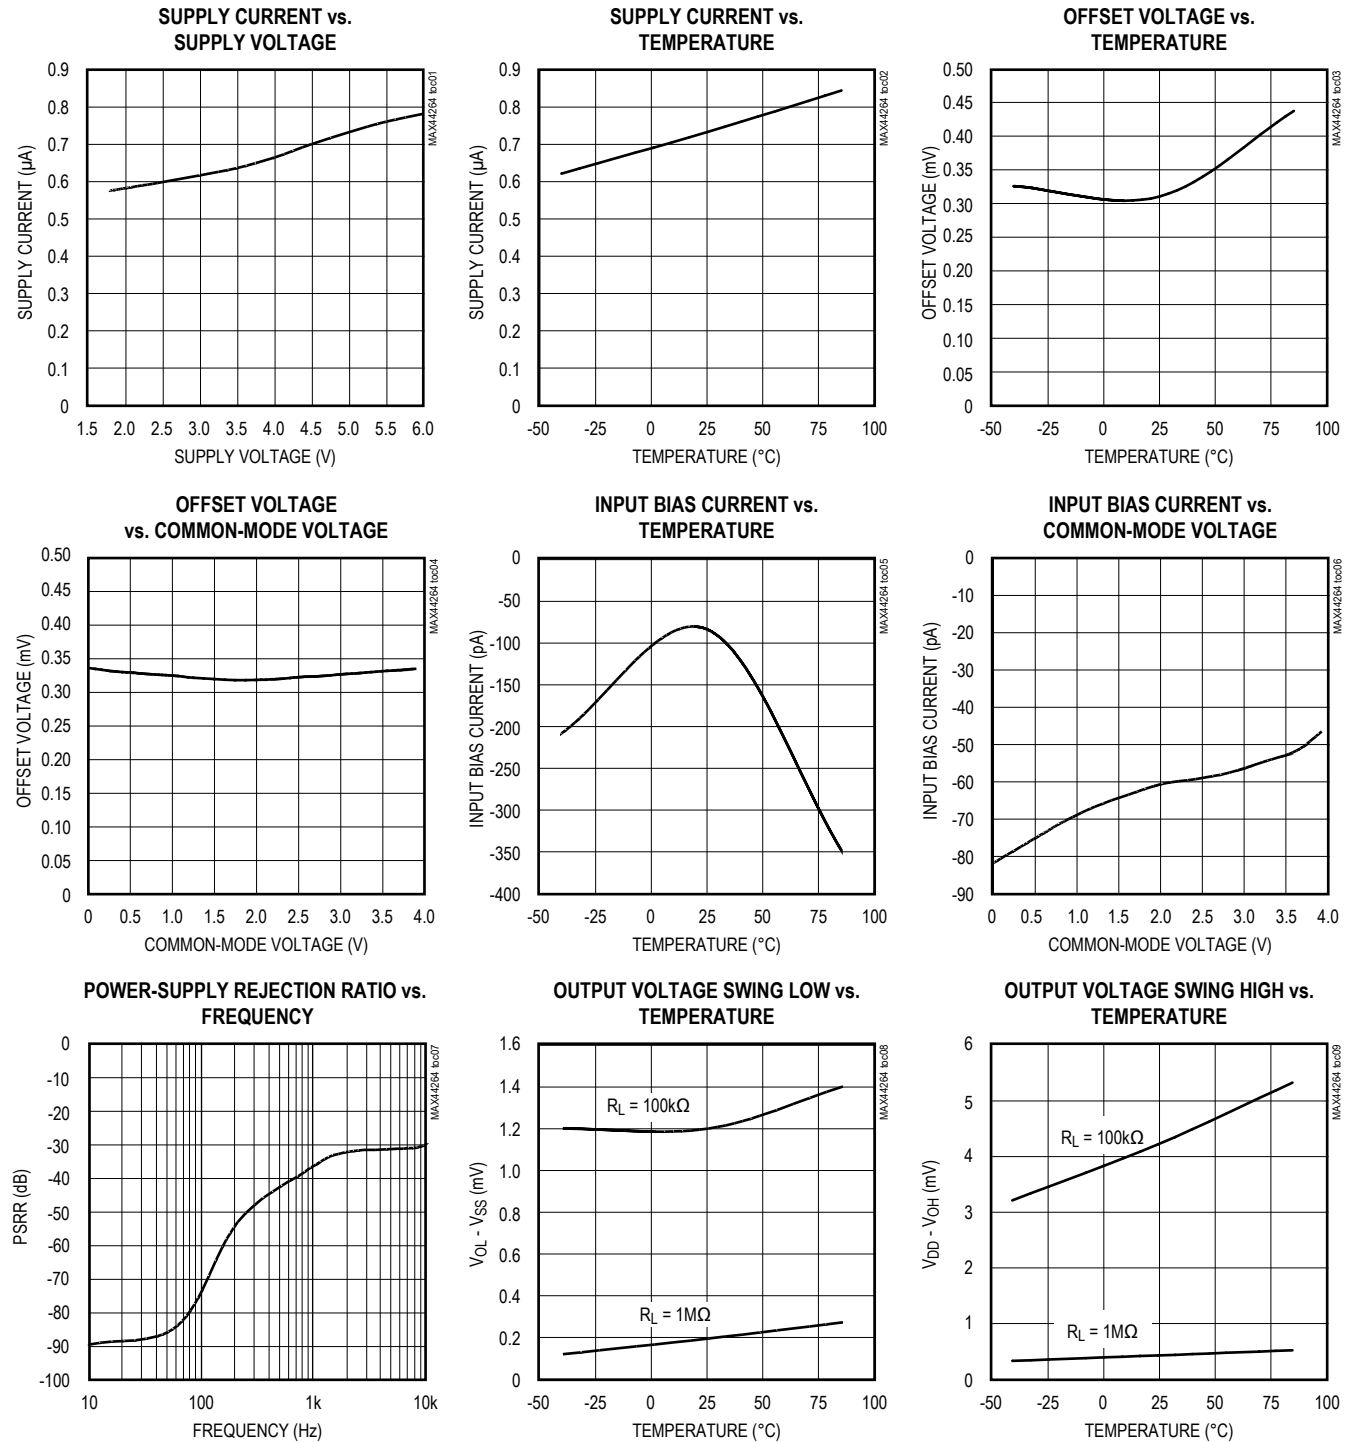 SUPPLY CURRENT vs.
SUPPLY VOLTAGE
0.9
0.8
0.7
0.6
0.5
0.4
0.3
0.2
0.1
0
SUPPLY CURRENT (µA)
1.5 2.0 2.5 3.0 3.5 4.0 4.5 5.0 5.5 6.0
SUPPLY VOLTAGE (V)
MAX44264 toc01
SUPPLY CURRENT vs.
TEMPERATURE
0.9
0.8
0.7
0.6
0.5
0.4
0.3
0.2
0.1
0
SUPPLY CURRENT (µA)
-50 -25 0 25 50 75 100
TEMPERATURE (°C)
MAX44264 toc02
OFFSET VOLTAGE vs.
TEMPERATURE
0.50
0.45
0.40
0.35
0.30
0.25
0.20
0.15
0.10
0.05
0
OFFSET VOLTAGE (mV)
-50 -25 0 25 50 75 100
TEMPERATURE (°C)
MAX44264 toc03
OFFSET VOLTAGE
vs. COMMON-MODE VOLTAGE
0.50
0.45
0.40
0.35
0.30
0.25
0.20
0.15
0.10
0.05
0
OFFSET VOLTAGE (mV)
0 0.5 1.0 1.5 2.0 2.5 3.0 3.5 4.0
COMMON-MODE VOLTAGE (V)
MAX44264 toc04
INPUT BIAS CURRENT vs.
TEMPERATURE
0
-50
-100
-150
-200
-250
-300
-350
-400
INPUT BIAS CURRENT (pA)
-50 -25 0 25 50 75 100
TEMPERATURE (°C)
MAX44264 toc05
INPUT BIAS CURRENT vs.
COMMON-MODE VOLTAGE
0
-10
-20
-30
-40
-50
-60
-70
-80
-90
INPUT BIAS CURRENT (pA)
0 0.5 1.0 1.5 2.0 2.5 3.0 3.5 4.0
COMMON-MODE VOLTAGE (V)
MAX44264 toc06
POWER-SUPPLY REJECTION RATIO vs.
FREQUENCY
0
-10
-20
-30
-40
-50
-60
-70
-80
-90
-100
PSRR (dB)
10 100 1k 10k
FREQUENCY (Hz)
MAX44264 toc07
OUTPUT VOLTAGE SWING LOW vs.
TEMPERATURE
1.6
1.4
1.2
1.0
0.8
0.6
0.4
0.2
0
VOL - VSS (mV)
RL = 100kΩ
RL = 1MΩ
-50 -25 0 25 50 75 100
TEMPERATURE (°C)
MAX44264 toc08
OUTPUT VOLTAGE SWING HIGH vs.
TEMPERATURE
6
5
4
3
2
1
0
VDD - VOH (mV)
RL = 100kΩ
RL = 1MΩ
-50 -25 0 25 50 75 100
TEMPERATURE (°C)
MAX44264 toc09